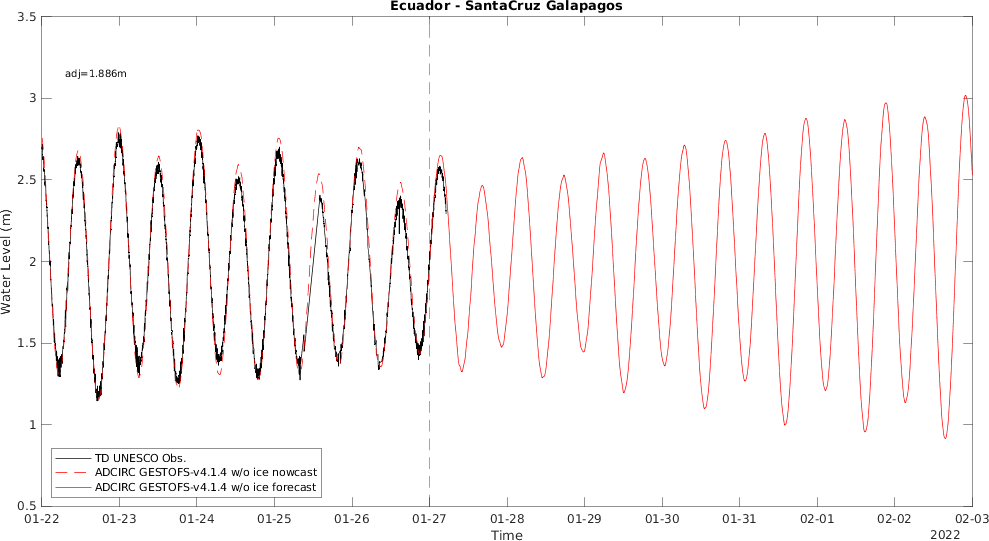 Ecuador - SantaCruz Galapagos
3.5
adj=1.886m
3
2.5
Water Level (m)
2
1.5
1
TD UNESCO Obs.
ADCIRC GESTOFS-v4.1.4 w/o ice nowcast
ADCIRC GESTOFS-v4.1.4 w/o ice forecast
0.5
01-22 01-23 01-24 01-25 01-26 01-27 01-28 01-29 01-30 01-31 02-01 02-02 02-03
Time
2022